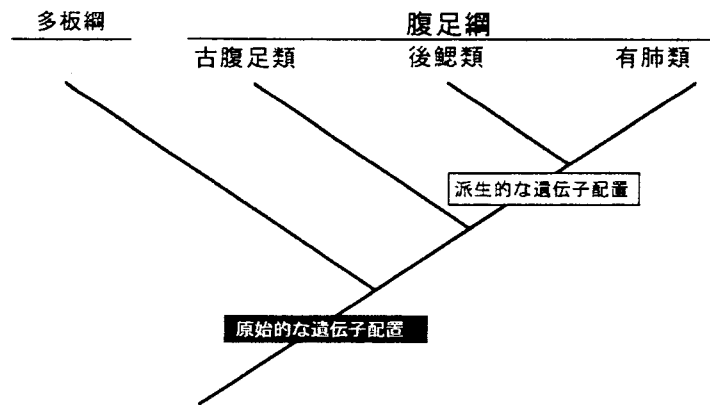 多板綱
腹足綱
古腹足類
後鰓類
有肺類
派生的な遺伝子配置
原始的な遺伝子配置